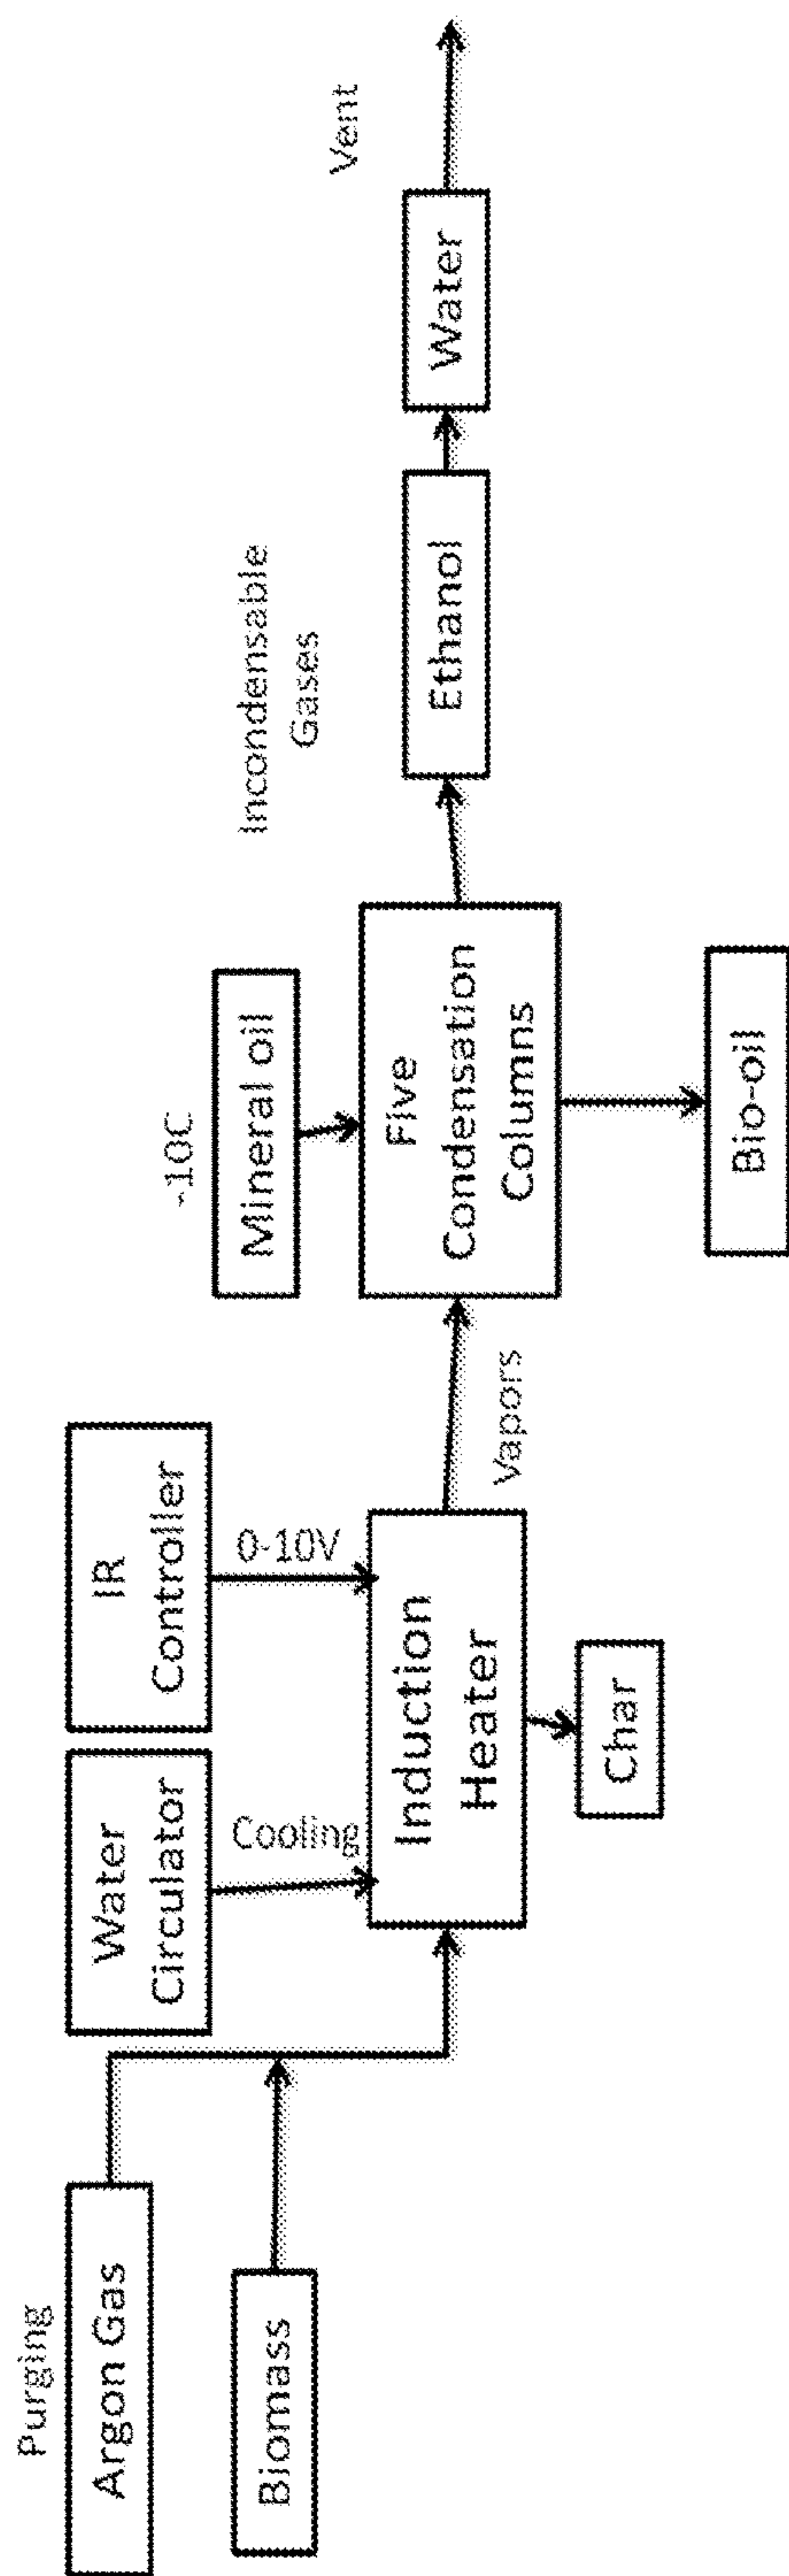 Purging
Argon Gas
Biomass
Water
Circulator
Cooling
IR
Controller
0-10V
Induction
Heater
Char
Vapors
-10C
Mineral oil
Five
Condensation
Columns
Bio-oil
Incondensable
Gases
Ethanol
Water
Vent